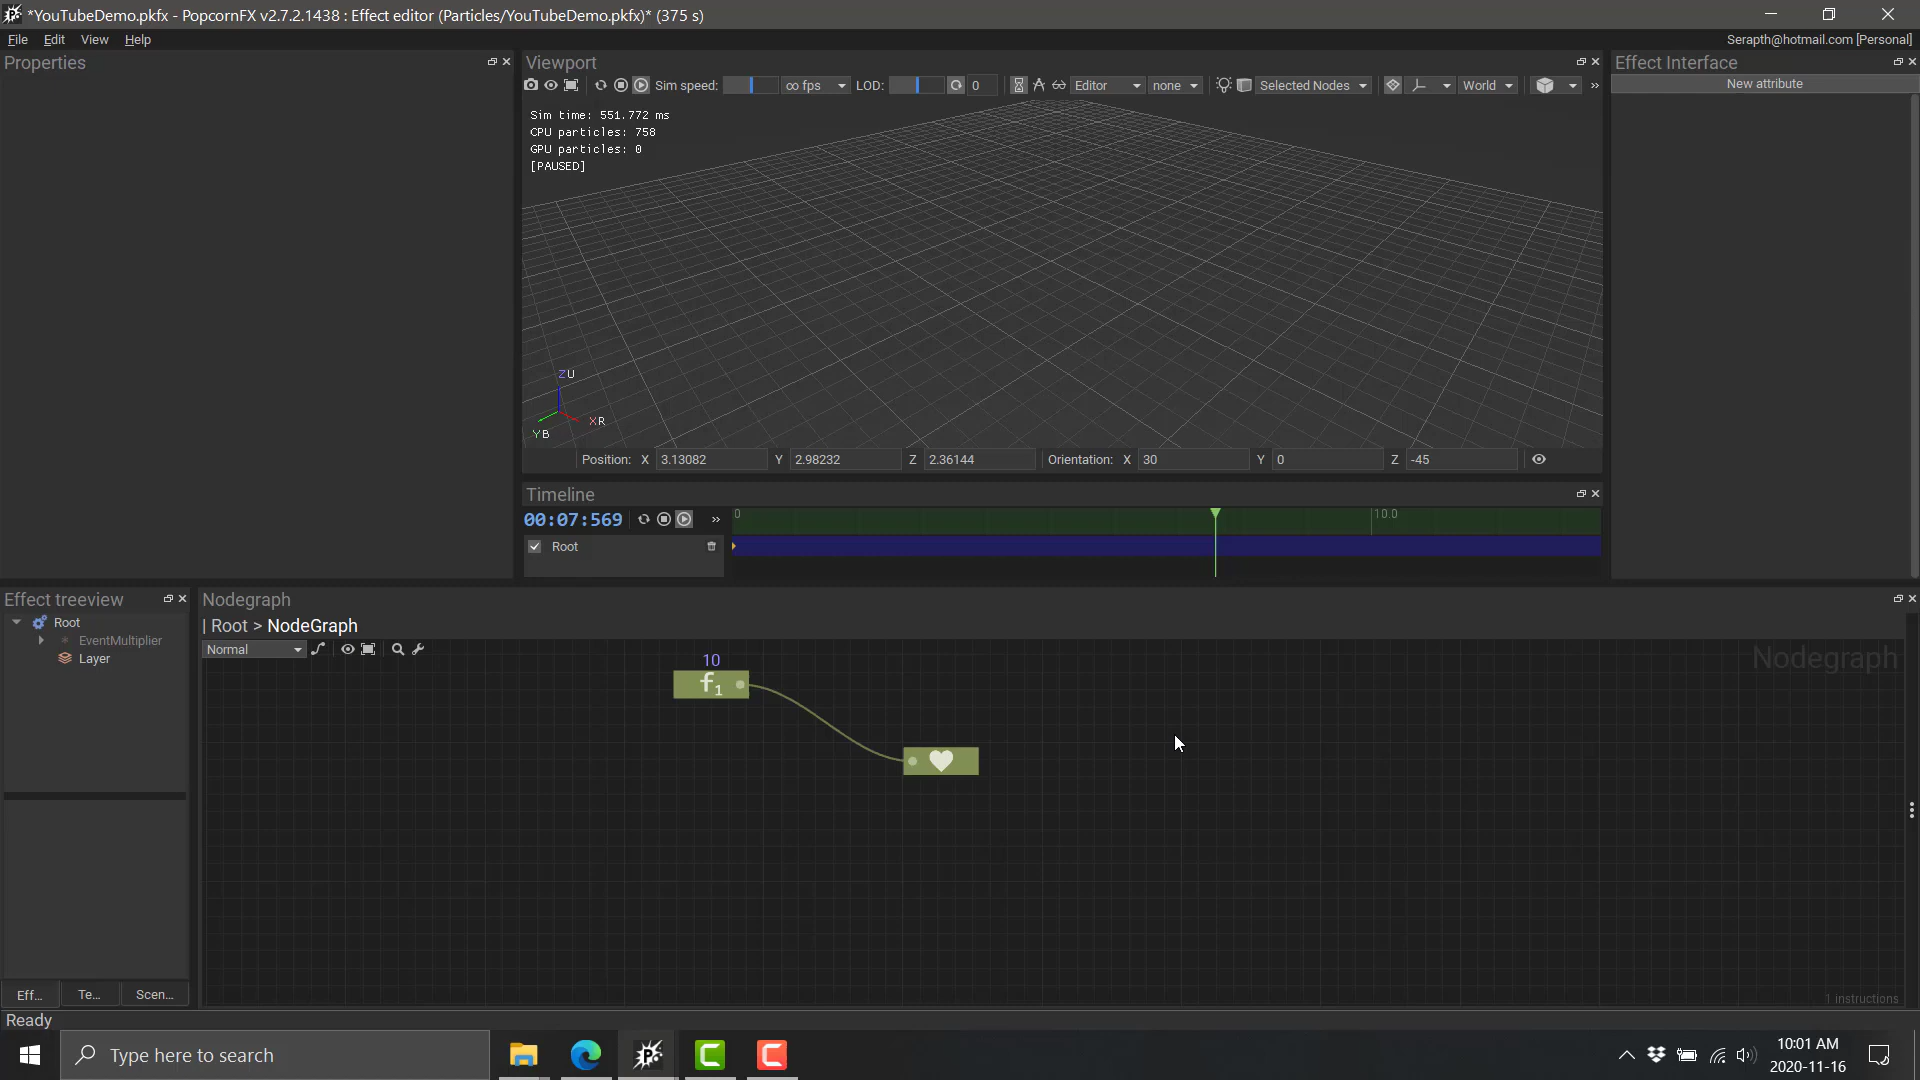 *YouTubeDemo.pkfx - PopcornFX v2.7.2.1438 : Effect editor (Particles/YouTubeDemo.pkfx)* (375 s)
File Edit View Help
Serapth@hotmail.com [Personal]
Properties
Viewport
Effect Interface
Sim speed: ∞ fps LOD: 0 Editor none Selected Nodes World »
New attribute
Sim time: 551.772 ms
CPU particles: 758
GPU particles: 0
[PAUSED]
ZU
XR
YB
Position: X 3.13082 Y 2.98232 Z 2.36144 Orientation: X 30 Y 0 Z -45
Timeline
00:07:569 » 0 10.0
Root
Effect treeview
Root
EventMultiplier
Layer
Nodegraph
| Root > NodeGraph
Normal
Nodegraph
10
f1
1 instructions
Eff... Te... Scen...
Ready
Type here to search
10:01 AM
2020-11-16